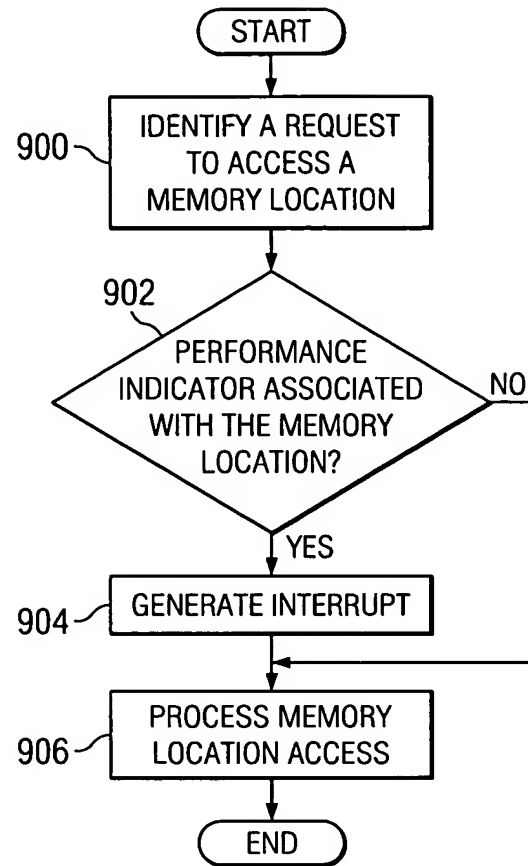 START
900
IDENTIFY A REQUEST
TO ACCESS A
MEMORY LOCATION
902
PERFORMANCE
INDICATOR ASSOCIATED
WITH THE MEMORY
LOCATION?
NO
YES
904
GENERATE INTERRUPT
906
PROCESS MEMORY
LOCATION ACCESS
END